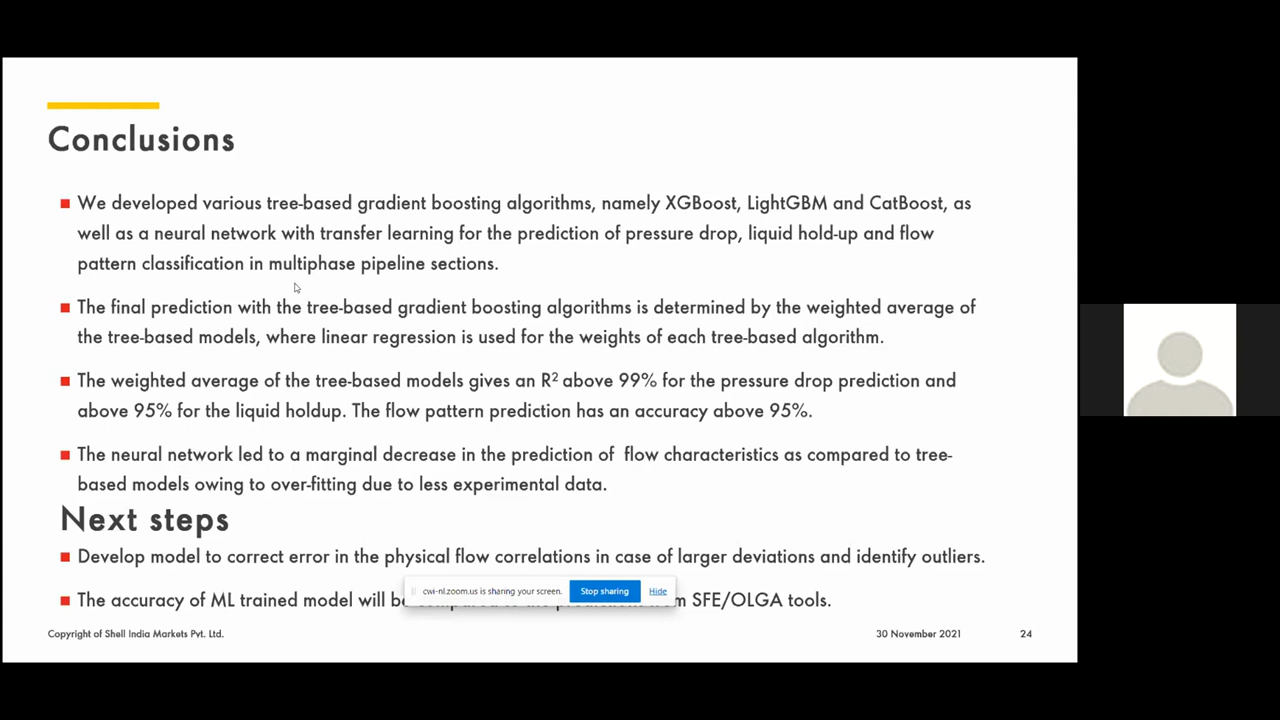 Conclusions
We developed various tree-based gradient boosting algorithms, namely XGBoost, LightGBM and CatBoost, as
well as a neural network with transfer learning for the prediction of pressure drop, liquid hold-up and flow
pattern classification in multiphase pipeline sections.
The final prediction with the tree-based gradient boosting algorithms is determined by the weighted average of
the tree-based models, where linear regression is used for the weights of each tree-based algorithm.
The weighted average of the tree-based models gives an R² above 99% for the pressure drop prediction and
above 95% for the liquid holdup. The flow pattern prediction has an accuracy above 95%.
The neural network led to a marginal decrease in the prediction of flow characteristics as compared to tree-
based models owing to over-fitting due to less experimental data.
Next steps
Develop model to correct error in the physical flow correlations in case of larger deviations and identify outliers.
The accuracy of ML trained model will SFE/OLGA tools.
cwi-nl.zoom.us is sharing your screen. Stop sharing Hide
Copyright of Shell India Markets Pvt. Ltd. 30 November 2021 24